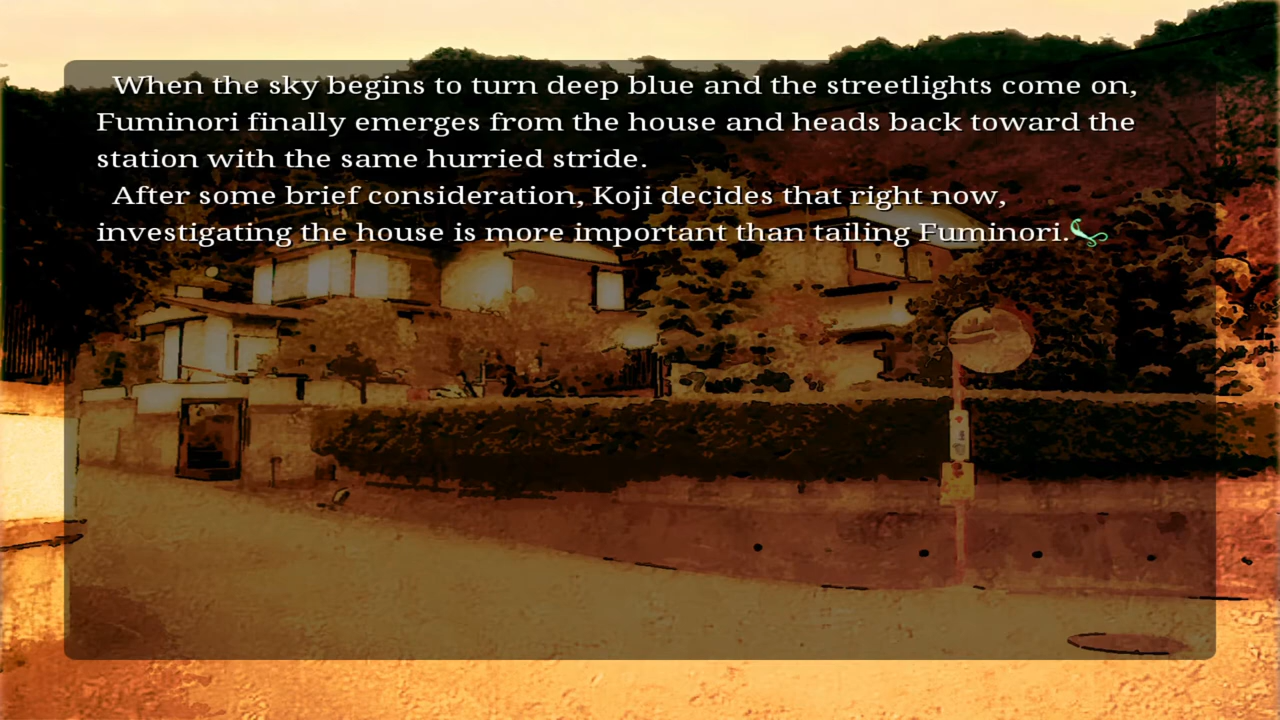 When the sky begins to turn deep blue and the streetlights come on,
Fuminori finally emerges from the house and heads back toward the
station with the same hurried stride.
After some brief consideration, Koji decides that right now,
investigating the house is more important than tailing Fuminori.